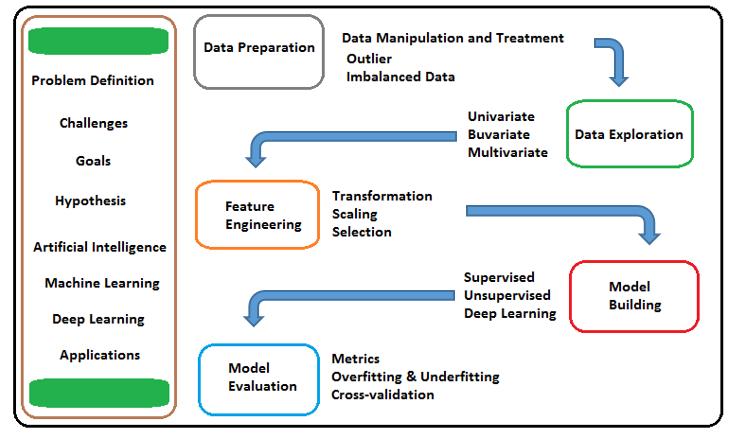 Problem Definition
Challenges
Goals
Hypothesis
Artificial Intelligence
Machine Learning
Deep Learning
Applications
Data Preparation
Data Manipulation and Treatment
Outlier
Imbalanced Data
Univariate
Buvariate
Multivariate
Data Exploration
Feature
Engineering
Transformation
Scaling
Selection
Supervised
Unsupervised
Deep Learning
Model
Building
Model
Evaluation
Metrics
Overfitting & Underfitting
Cross-validation